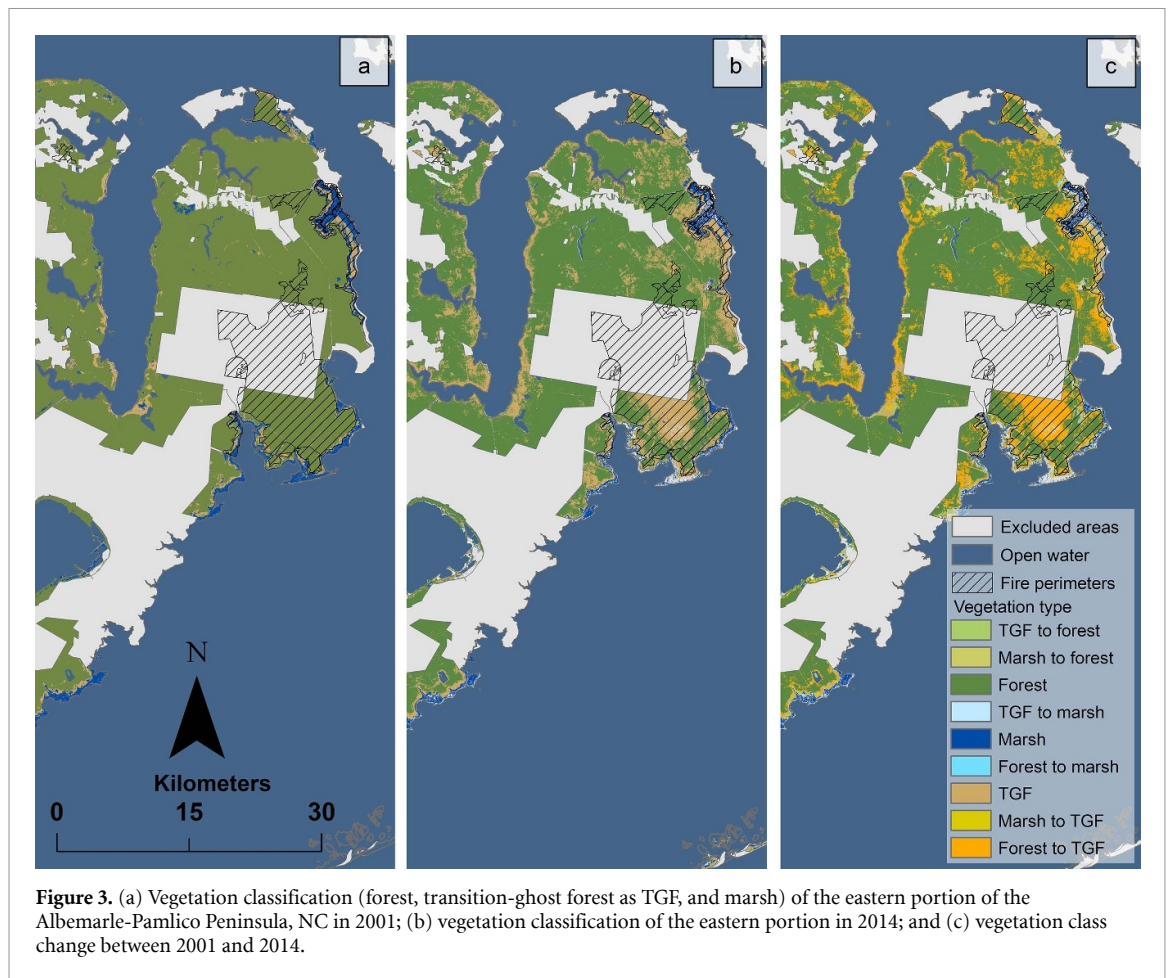 a
b
c
N
Kilometers
0 15 30
Excluded areas
Open water
Fire perimeters
Vegetation type
TGF to forest
Marsh to forest
Forest
TGF to marsh
Marsh
Forest to marsh
TGF
Marsh to TGF
Forest to TGF
Figure 3. (a) Vegetation classification (forest, transition-ghost forest as TGF, and marsh) of the eastern portion of the
Albemarle-Pamlico Peninsula, NC in 2001; (b) vegetation classification of the eastern portion in 2014; and (c) vegetation class
change between 2001 and 2014.